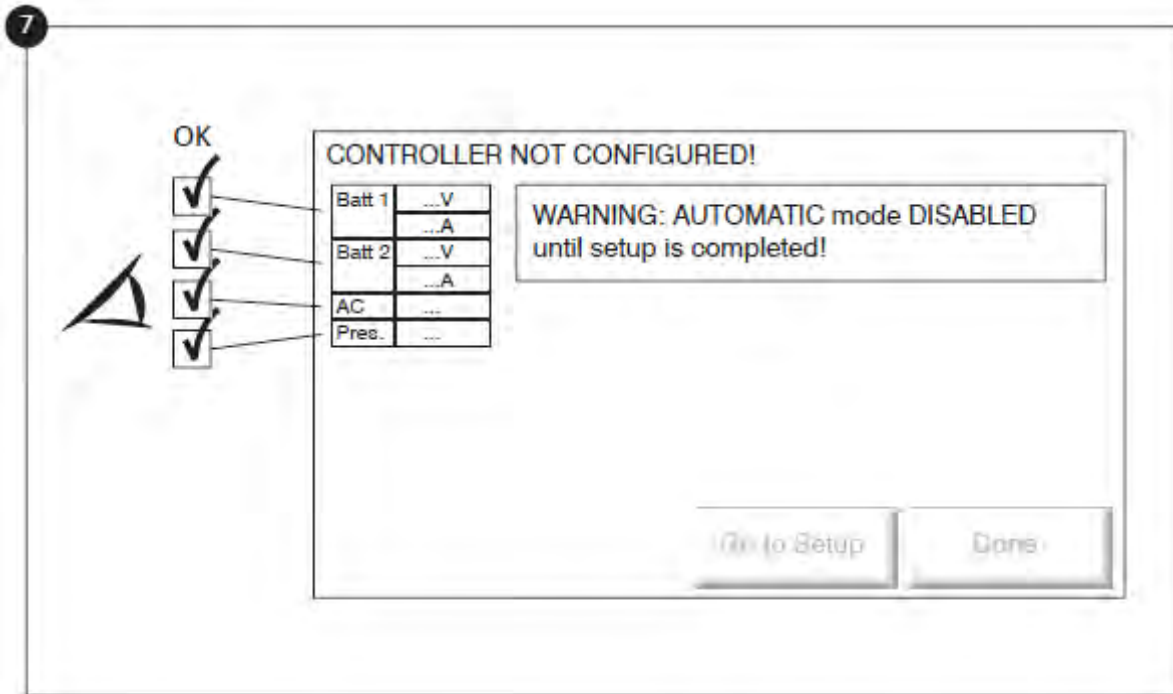 7
OK
CONTROLLER NOT CONFIGURED!
Batt 1 ...V
...A
Batt 2 ...V
...A
AC ...
Pres. ...
WARNING: AUTOMATIC mode DISABLED
until setup is completed!
Go to Setup Done